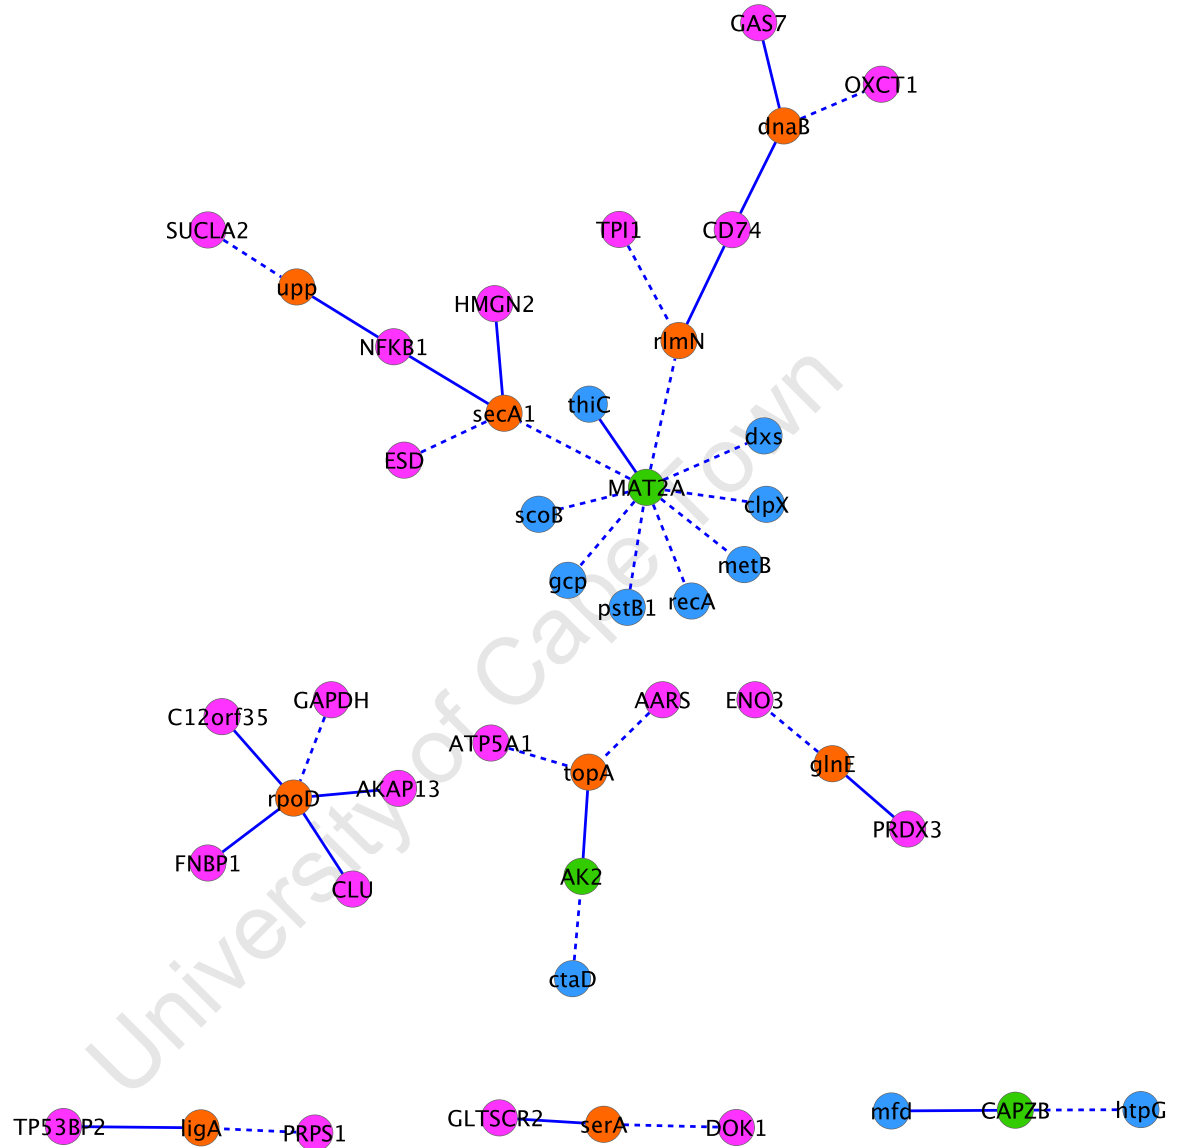 GAS7
OXCT1
dnaB
SUCLA2
TPI1
CD74
upp
HMGN2
rlmN
NFKB1
thiC
secA1
dxs
ESD
MAT2A
clpX
scoB
metB
gcp
pstB1
recA
University of Cape Town
GAPDH
AARS
ENO3
C12orf35
ATP5A1
glnE
topA
AKAP13
rpoD
PRDX3
FNBP1
AK2
CLU
ctaD
TP53BP2
ligA
PRPS1
GLTSCR2
serA
DOK1
mfd
CAPZB
htpG